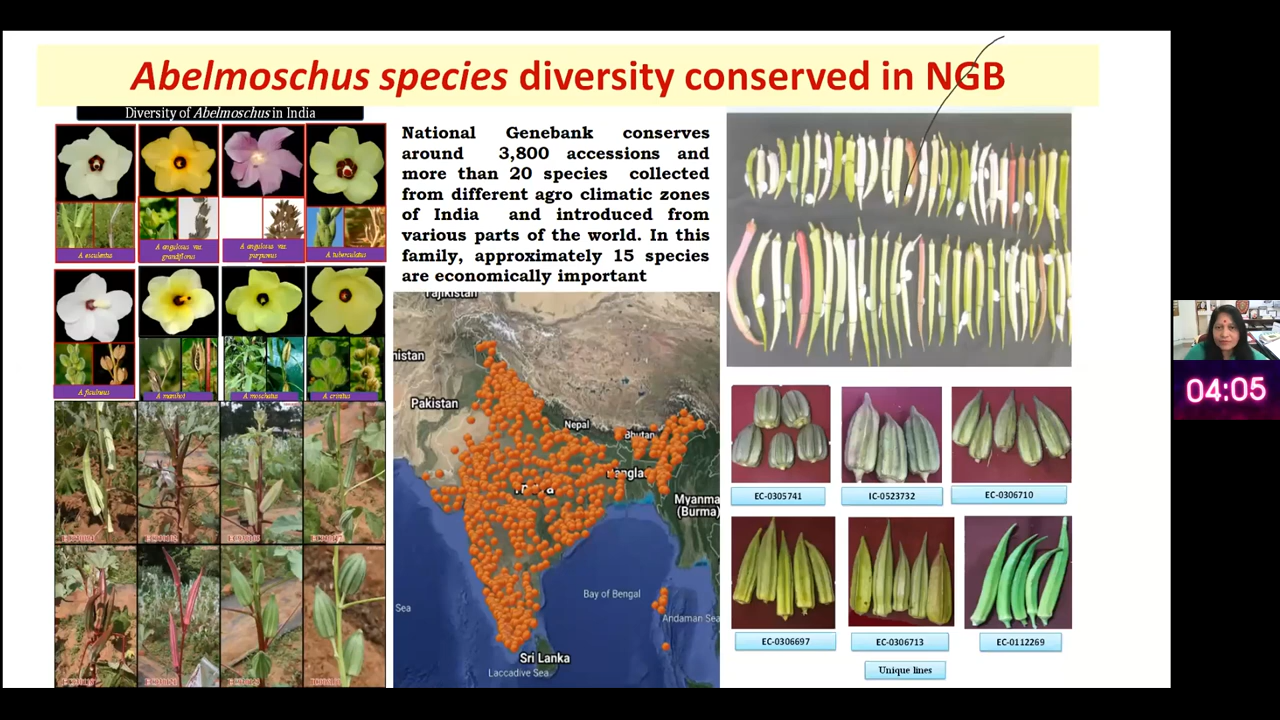 Abelmoschus species diversity conserved in NGB
Diversity of Abelmoschus in India
A. esculentus
A. angulosus var. grandiflorus
A. angulosus var. purpureus
A. tuberculatus
A. ficulneus
A. manihot
A. moschatus
A. crinitus
National Genebank conserves
around 3,800 accessions and
more than 20 species collected
from different agro climatic zones
of India and introduced from
various parts of the world. In this
family, approximately 15 species
are economically important
Tajikistan
nistan
Pakistan
Nepal
Bhutan
Myanma
(Burma)
Bay of Bengal
Sea
Andaman Sea
Sri Lanka
Laccadive Sea
EC-0305741
IC-0523732
EC-0306710
EC-0306697
EC-0306713
EC-0112269
Unique lines
04:05